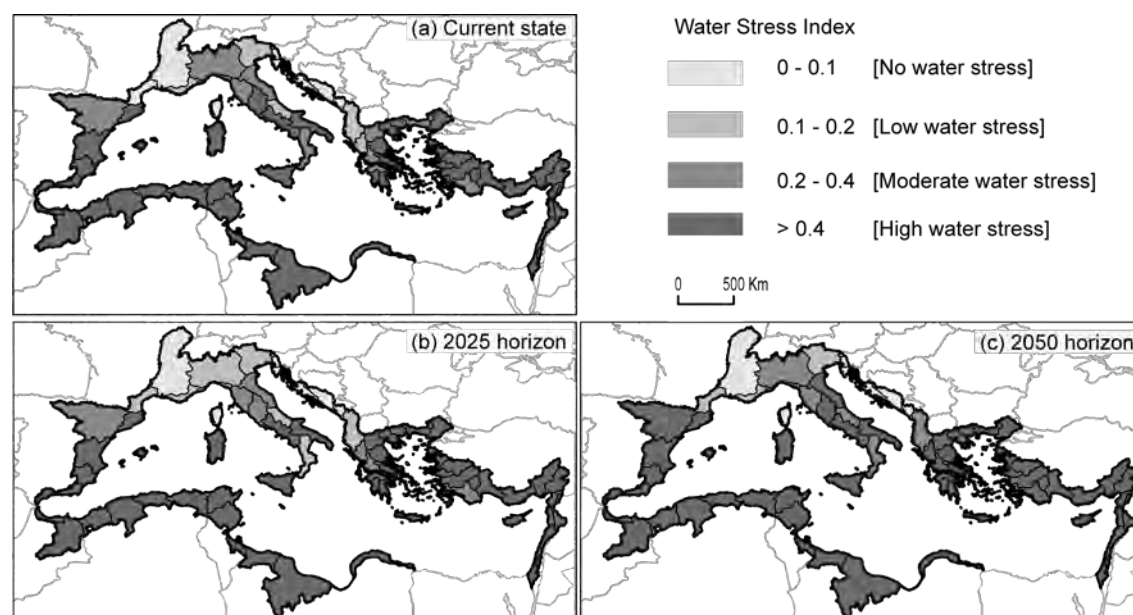 (a) Current state
Water Stress Index
0 - 0.1 [No water stress]
0.1 - 0.2 [Low water stress]
0.2 - 0.4 [Moderate water stress]
> 0.4 [High water stress]
0 500 Km
(b) 2025 horizon
(c) 2050 horizon